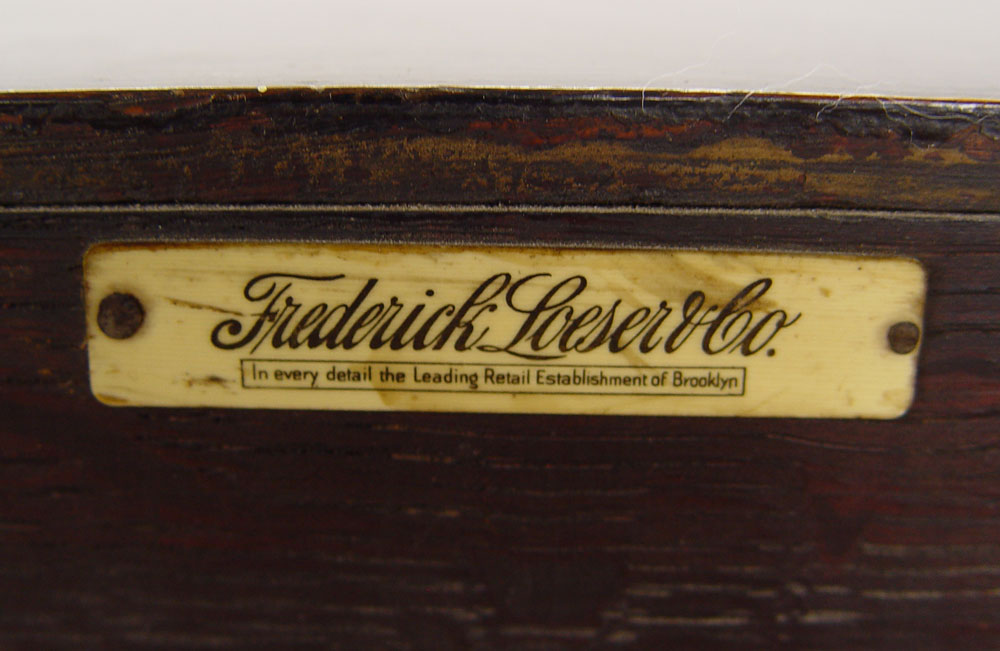 Frederick Loeser & Co.
In every detail the Leading Retail Establishment of Brooklyn